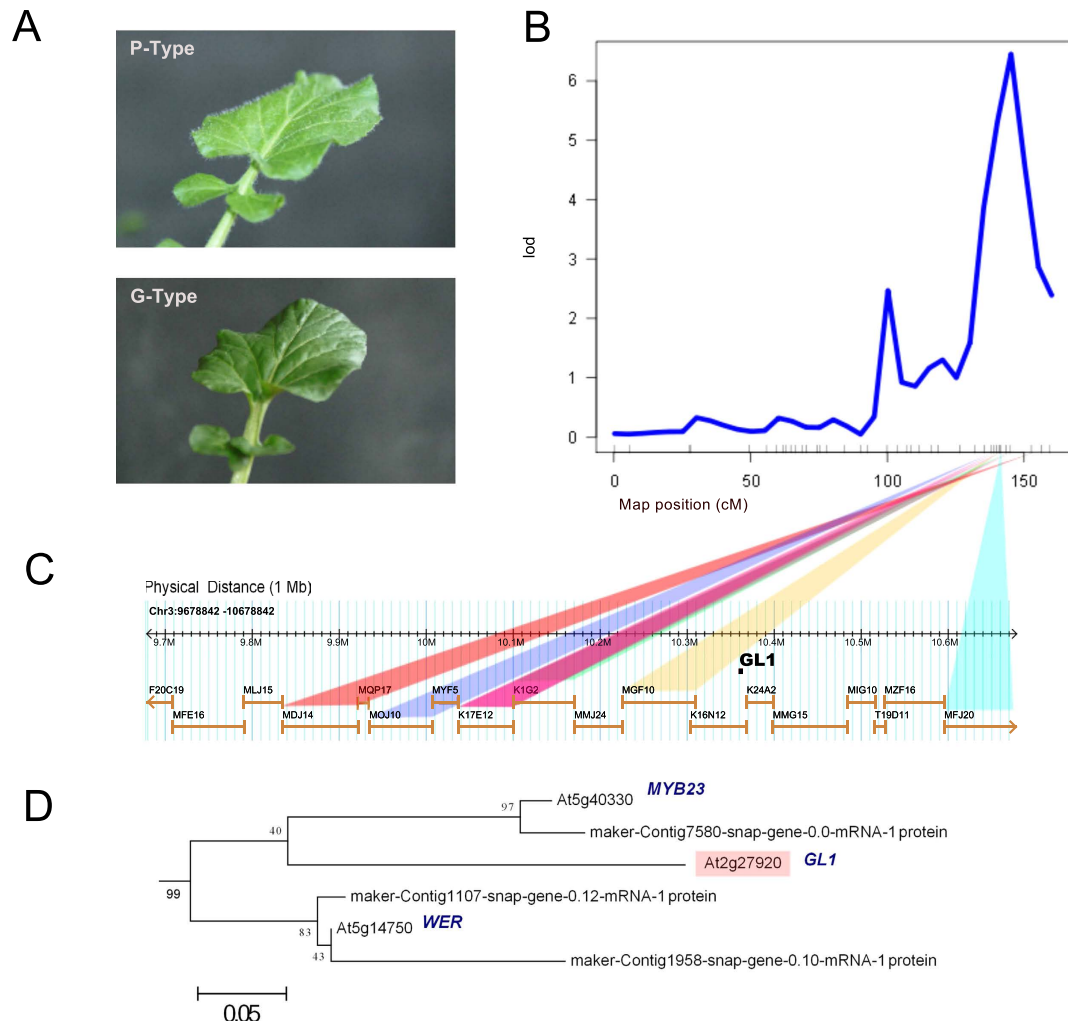 A
P-Type
G-Type
B
6
5
4
3
2
1
0
lod
0 50 100 150
Map position (cM)
C
Physical Distance (1 Mb)
Chr3:9678842 -10678842
9.7M 9.8M 9.9M 10M 10.1M 10.2M 10.3M 10.4M 10.5M 10.6M
GL1
F20C19 MLJ15 MQP17 MYF5 K1G2 MGF10 K24A2 MIG10 MZF16
MFE16 MDJ14 MOJ10 K17E12 MMJ24 K16N12 MMG15 T19D11 MFJ20
D
97 At5g40330 MYB23
maker-Contig7580-snap-gene-0.0-mRNA-1 protein
40
At2g27920 GL1
99
maker-Contig1107-snap-gene-0.12-mRNA-1 protein
83 At5g14750 WER
43
maker-Contig1958-snap-gene-0.10-mRNA-1 protein
0.05